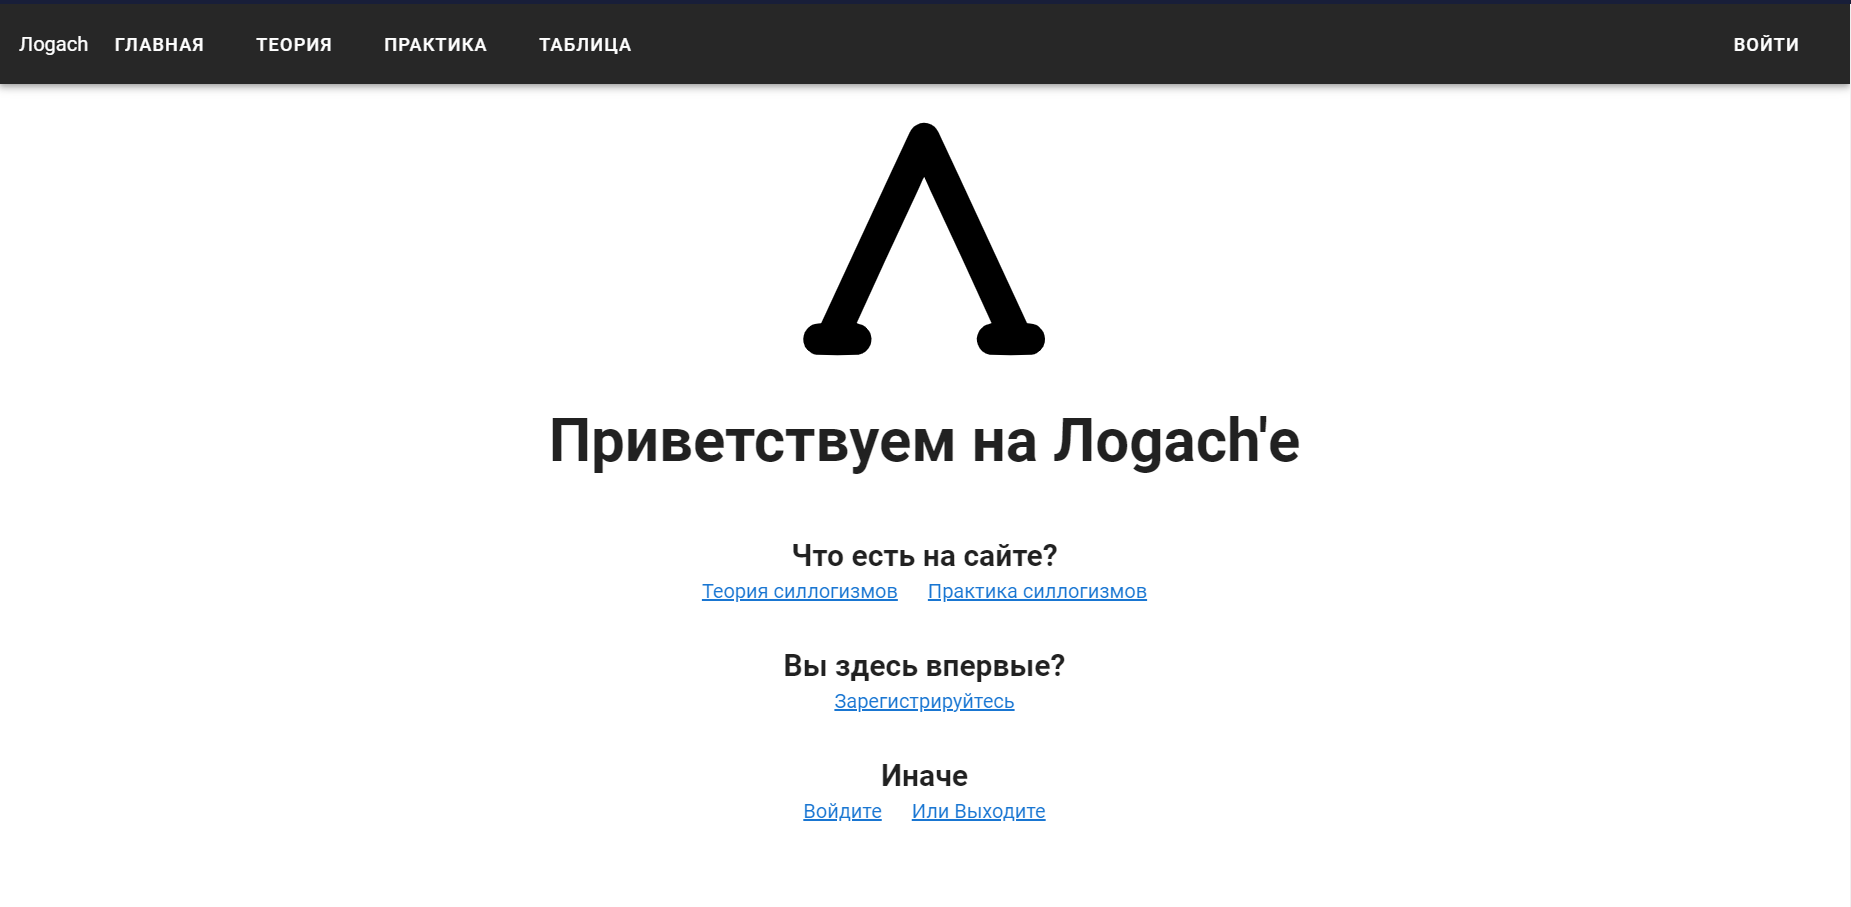 Лogach ГЛАВНАЯ ТЕОРИЯ ПРАКТИКА ТАБЛИЦА ВОЙТИ
Приветствуем на Лogach'е
Что есть на сайте?
Теория силлогизмов Практика силлогизмов
Вы здесь впервые?
Зарегистрируйтесь
Иначе
Войдите Или Выходите